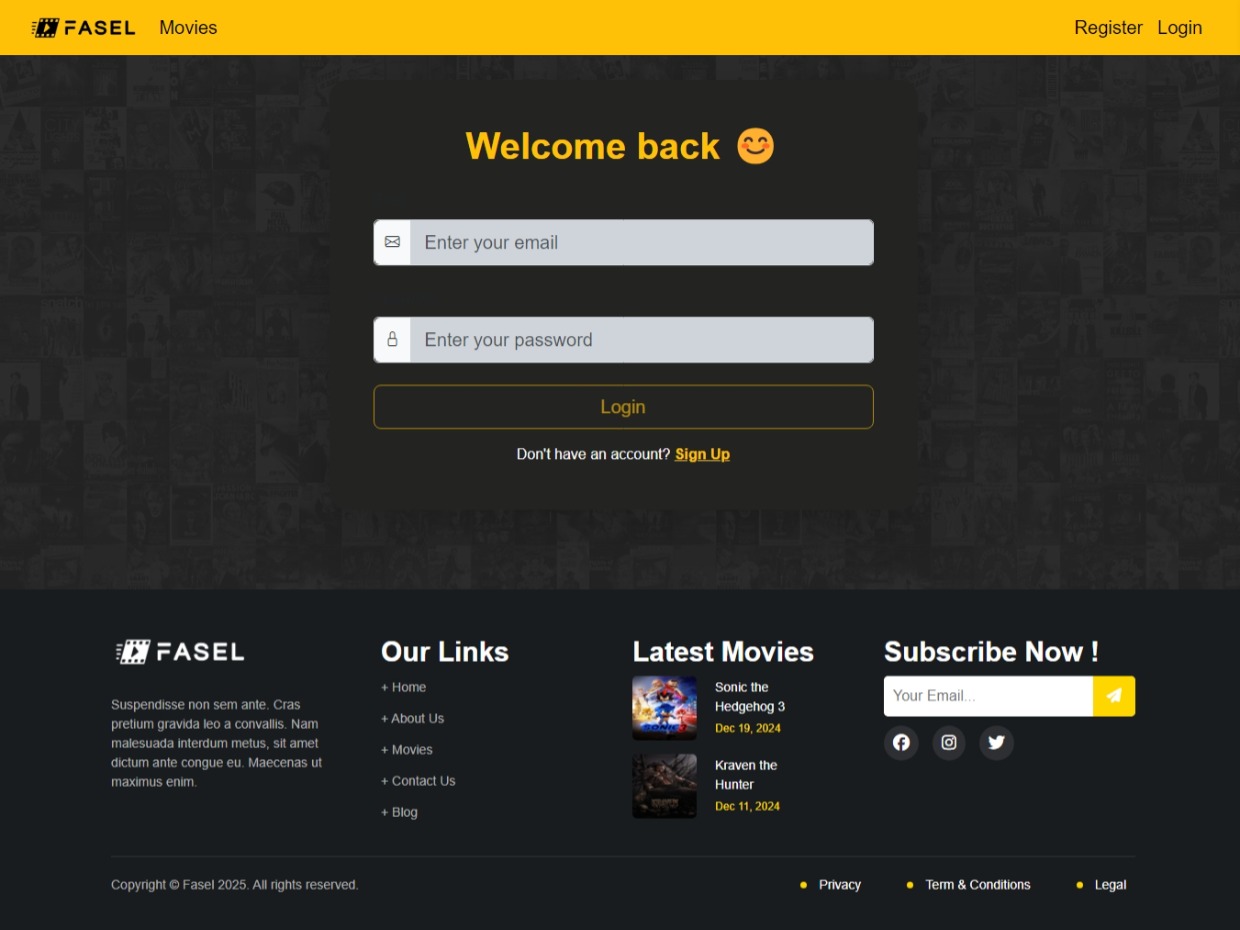 FASEL Movies Register Login
Welcome back 😊
Enter your email
Enter your password
Login
Don't have an account? Sign Up
FASEL
Suspendisse non sem ante. Cras
pretium gravida leo a convallis. Nam
malesuada interdum metus, sit amet
dictum ante congue eu. Maecenas ut
maximus enim.
Our Links
+ Home
+ About Us
+ Movies
+ Contact Us
+ Blog
Latest Movies
Sonic the
Hedgehog 3
Dec 19, 2024
Kraven the
Hunter
Dec 11, 2024
Subscribe Now !
Your Email...
Copyright © Fasel 2025. All rights reserved.
Privacy
Term & Conditions
Legal